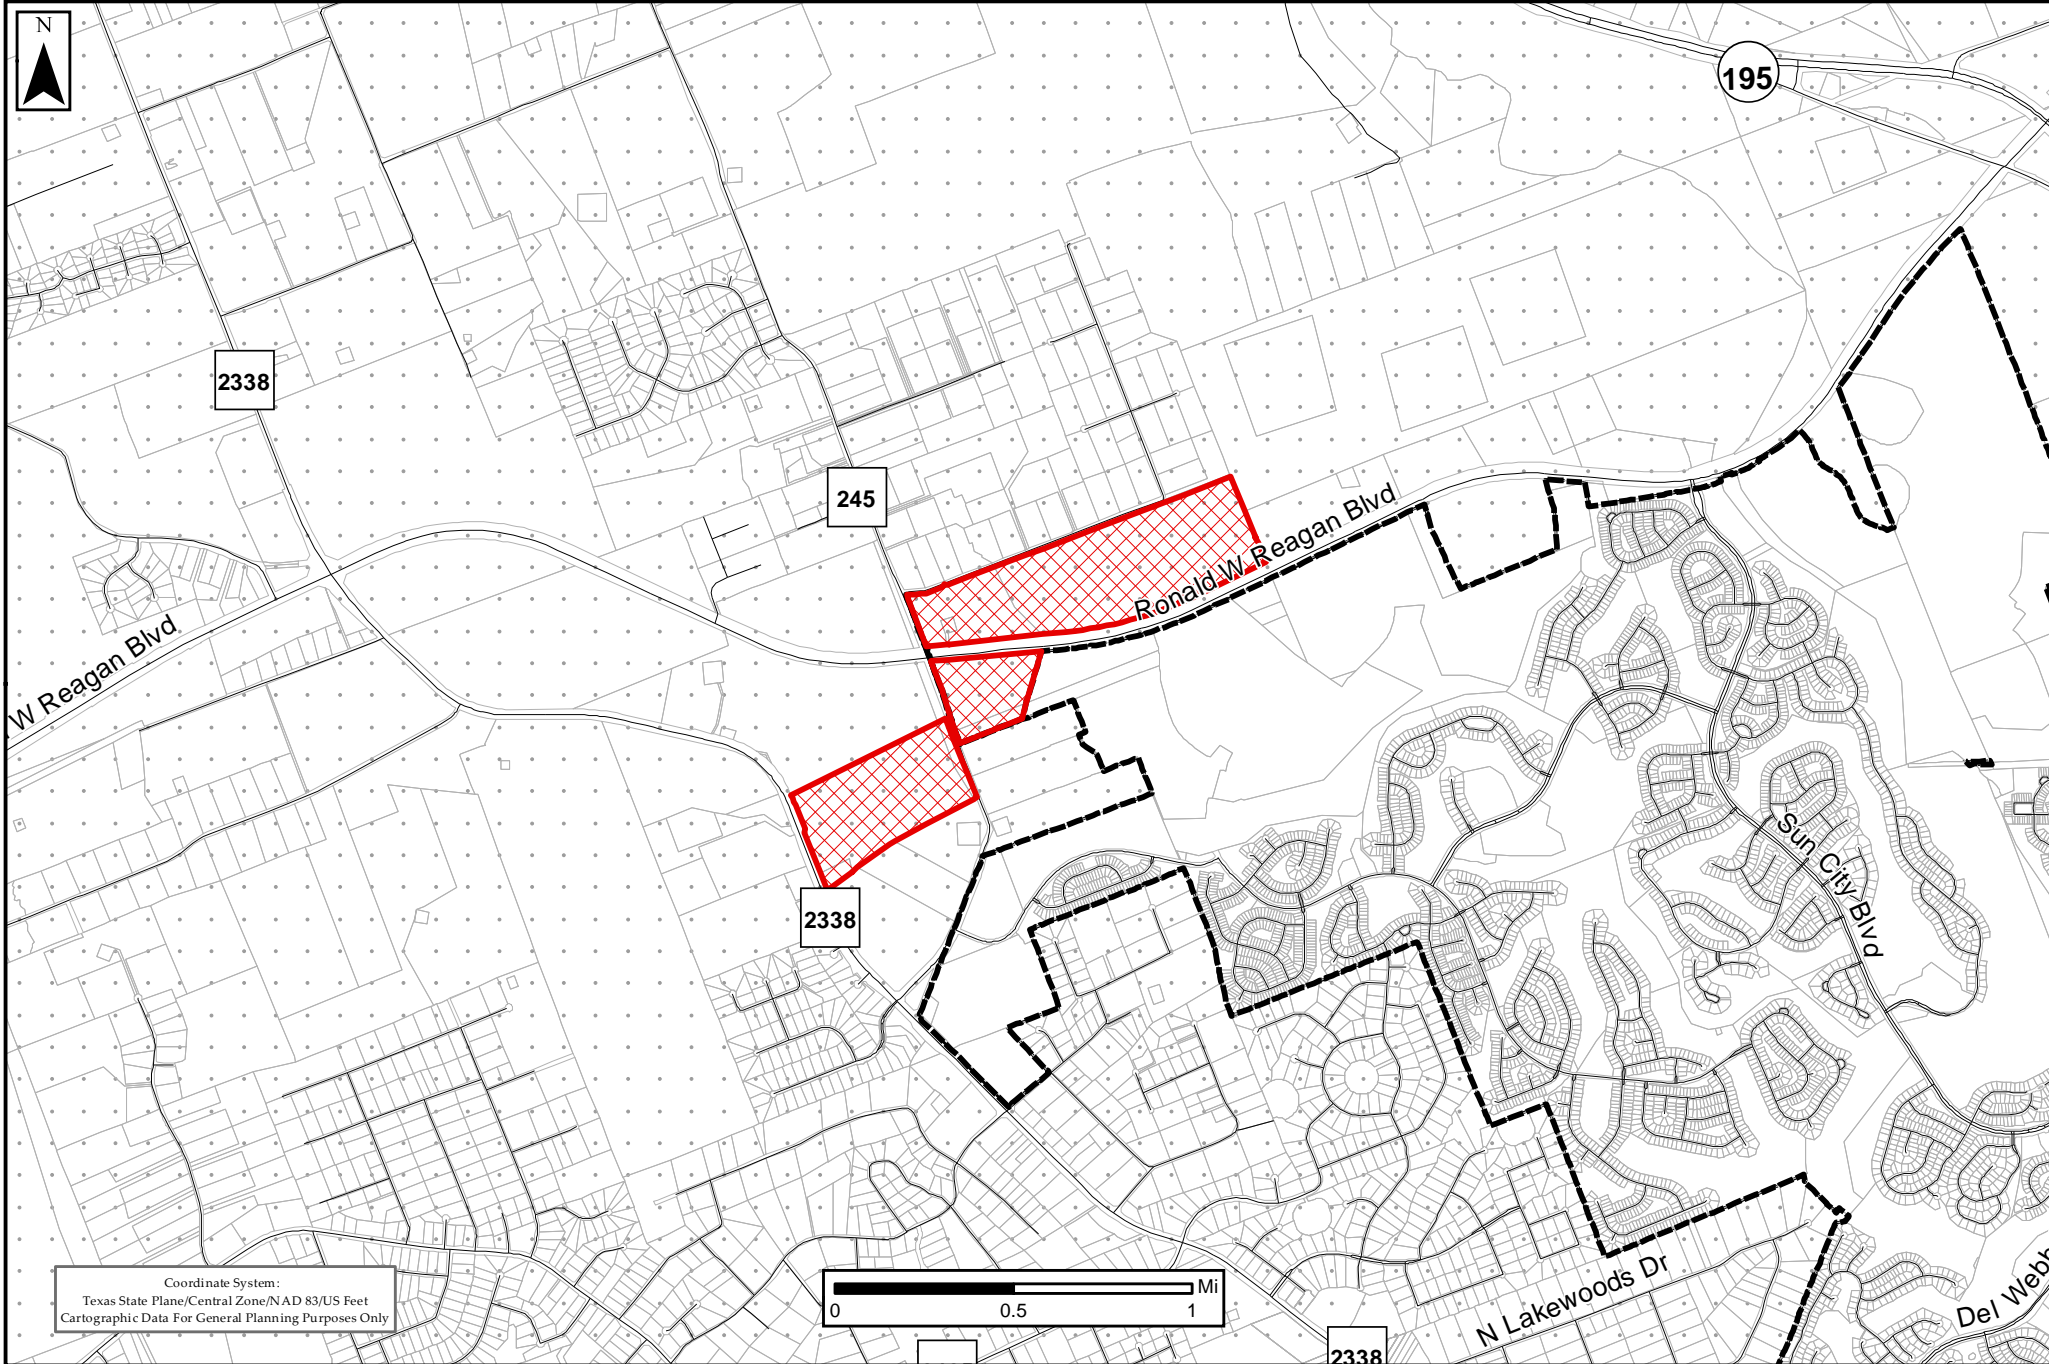 N
195
2338
245
Ronald W Reagan Blvd
W Reagan Blvd
Sun City Blvd
2338
Coordinate System:
Texas State Plane/Central Zone/NAD 83/US Feet
Cartographic Data For General Planning Purposes Only
0 0.5 1 Mi
N Lakewoods Dr
Del Webb
2338